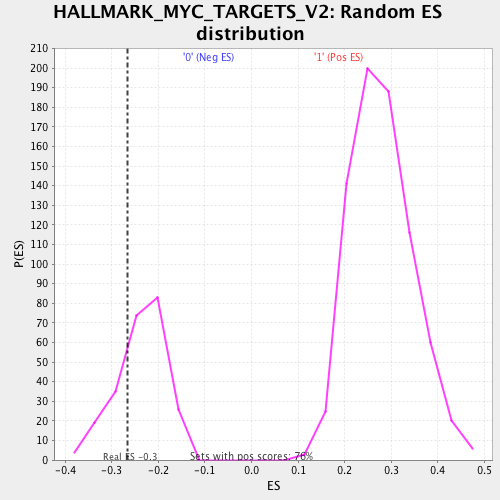 HALLMARK_MYC_TARGETS_V2: Random ES
distribution
'0' (Neg ES)
'1' (Pos ES)
210
200
190
180
170
160
150
140
130
120
110
100
90
80
70
60
50
40
30
20
10
0
P(ES)
Real ES -0.3
Sets with pos scores: 76%
-0.4 -0.3 -0.2 -0.1 0.0 0.1 0.2 0.3 0.4 0.5
ES